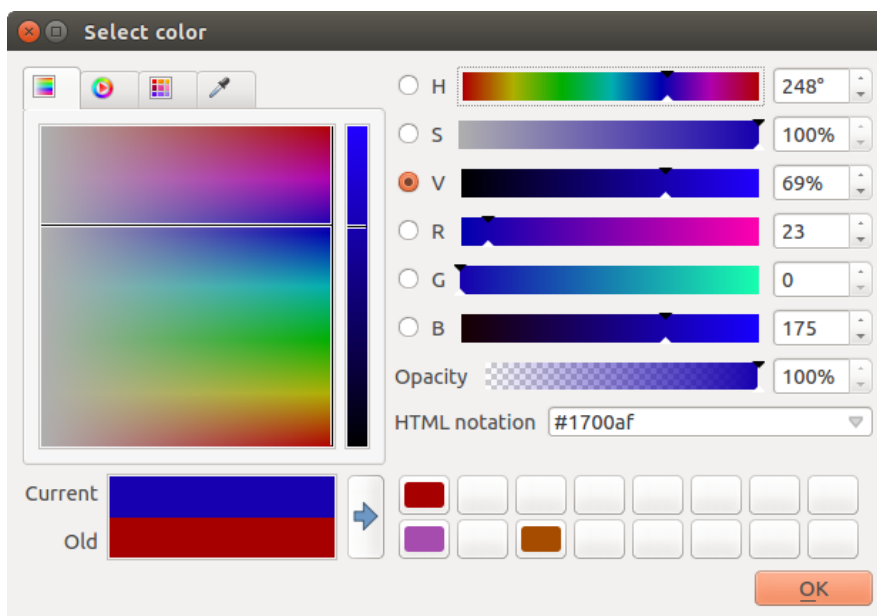 Select color
H 248°
S 100%
V 69%
R 23
G 0
B 175
Opacity 100%
HTML notation #1700af
Current
Old
OK